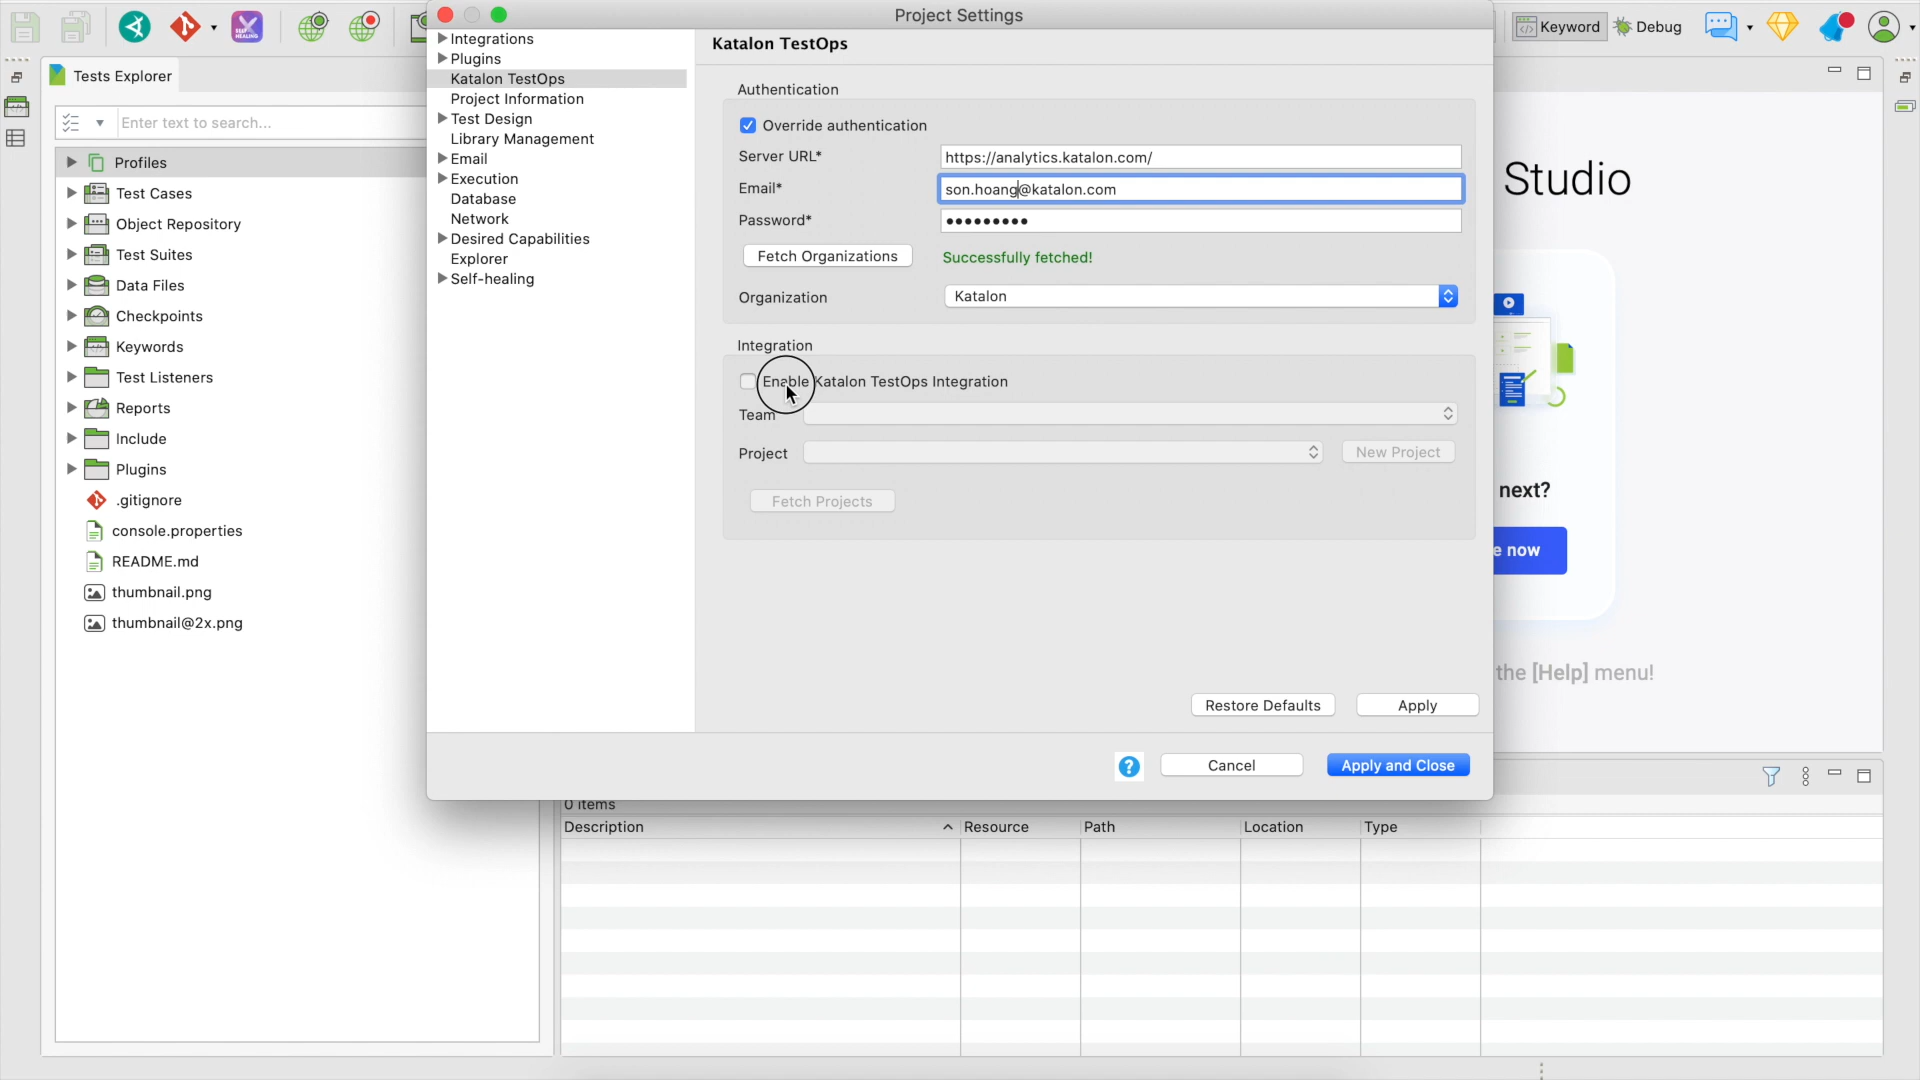 Project Settings
Keyword
Debug
SELF HEALING
Tests Explorer
Enter text to search...
Profiles
Test Cases
Object Repository
Test Suites
Data Files
Checkpoints
Keywords
Test Listeners
Reports
Include
Plugins
.gitignore
console.properties
README.md
thumbnail.png
thumbnail@2x.png
Integrations
Plugins
Katalon TestOps
Project Information
Test Design
Library Management
Email
Execution
Database
Network
Desired Capabilities
Explorer
Self-healing
Katalon TestOps
Authentication
Override authentication
Server URL* https://analytics.katalon.com/
Email* son.hoang@katalon.com
Password* •••••••••
Fetch Organizations Successfully fetched!
Organization Katalon
Integration
Enable Katalon TestOps Integration
Team
Project New Project
Fetch Projects
Restore Defaults Apply
? Cancel Apply and Close
Studio
next?
e now
the [Help] menu!
0 items
Description Resource Path Location Type